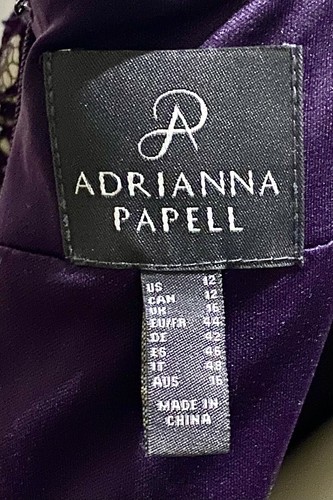 AP
ADRIANNA
PAPELL
US 12
CAN 12
UK 16
EU/FR 44
DE 42
ES 46
IT 48
AUS 16
MADE IN
CHINA